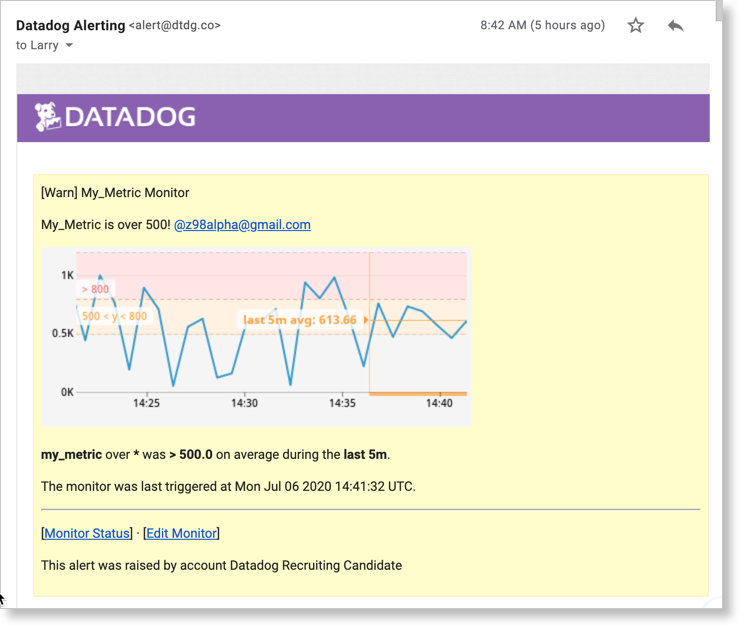 Datadog Alerting <alert@dtdg.co>
8:42 AM (5 hours ago)
to Larry
DATADOG
[Warn] My_Metric Monitor
My_Metric is over 500! @z98alpha@gmail.com
1K
> 800
500 < y < 800
last 5m avg: 613.66
0.5K
0K
14:25
14:30
14:35
14:40
my_metric over * was > 500.0 on average during the last 5m.
The monitor was last triggered at Mon Jul 06 2020 14:41:32 UTC.
[Monitor Status] · [Edit Monitor]
This alert was raised by account Datadog Recruiting Candidate